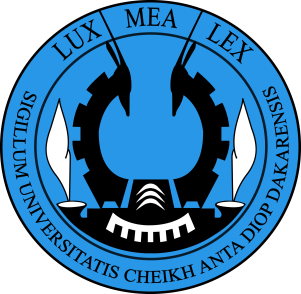 LUX MEA LEX
SIGILLUM UNIVERSITATIS CHEIKH ANTA DIOP DAKARENSIS